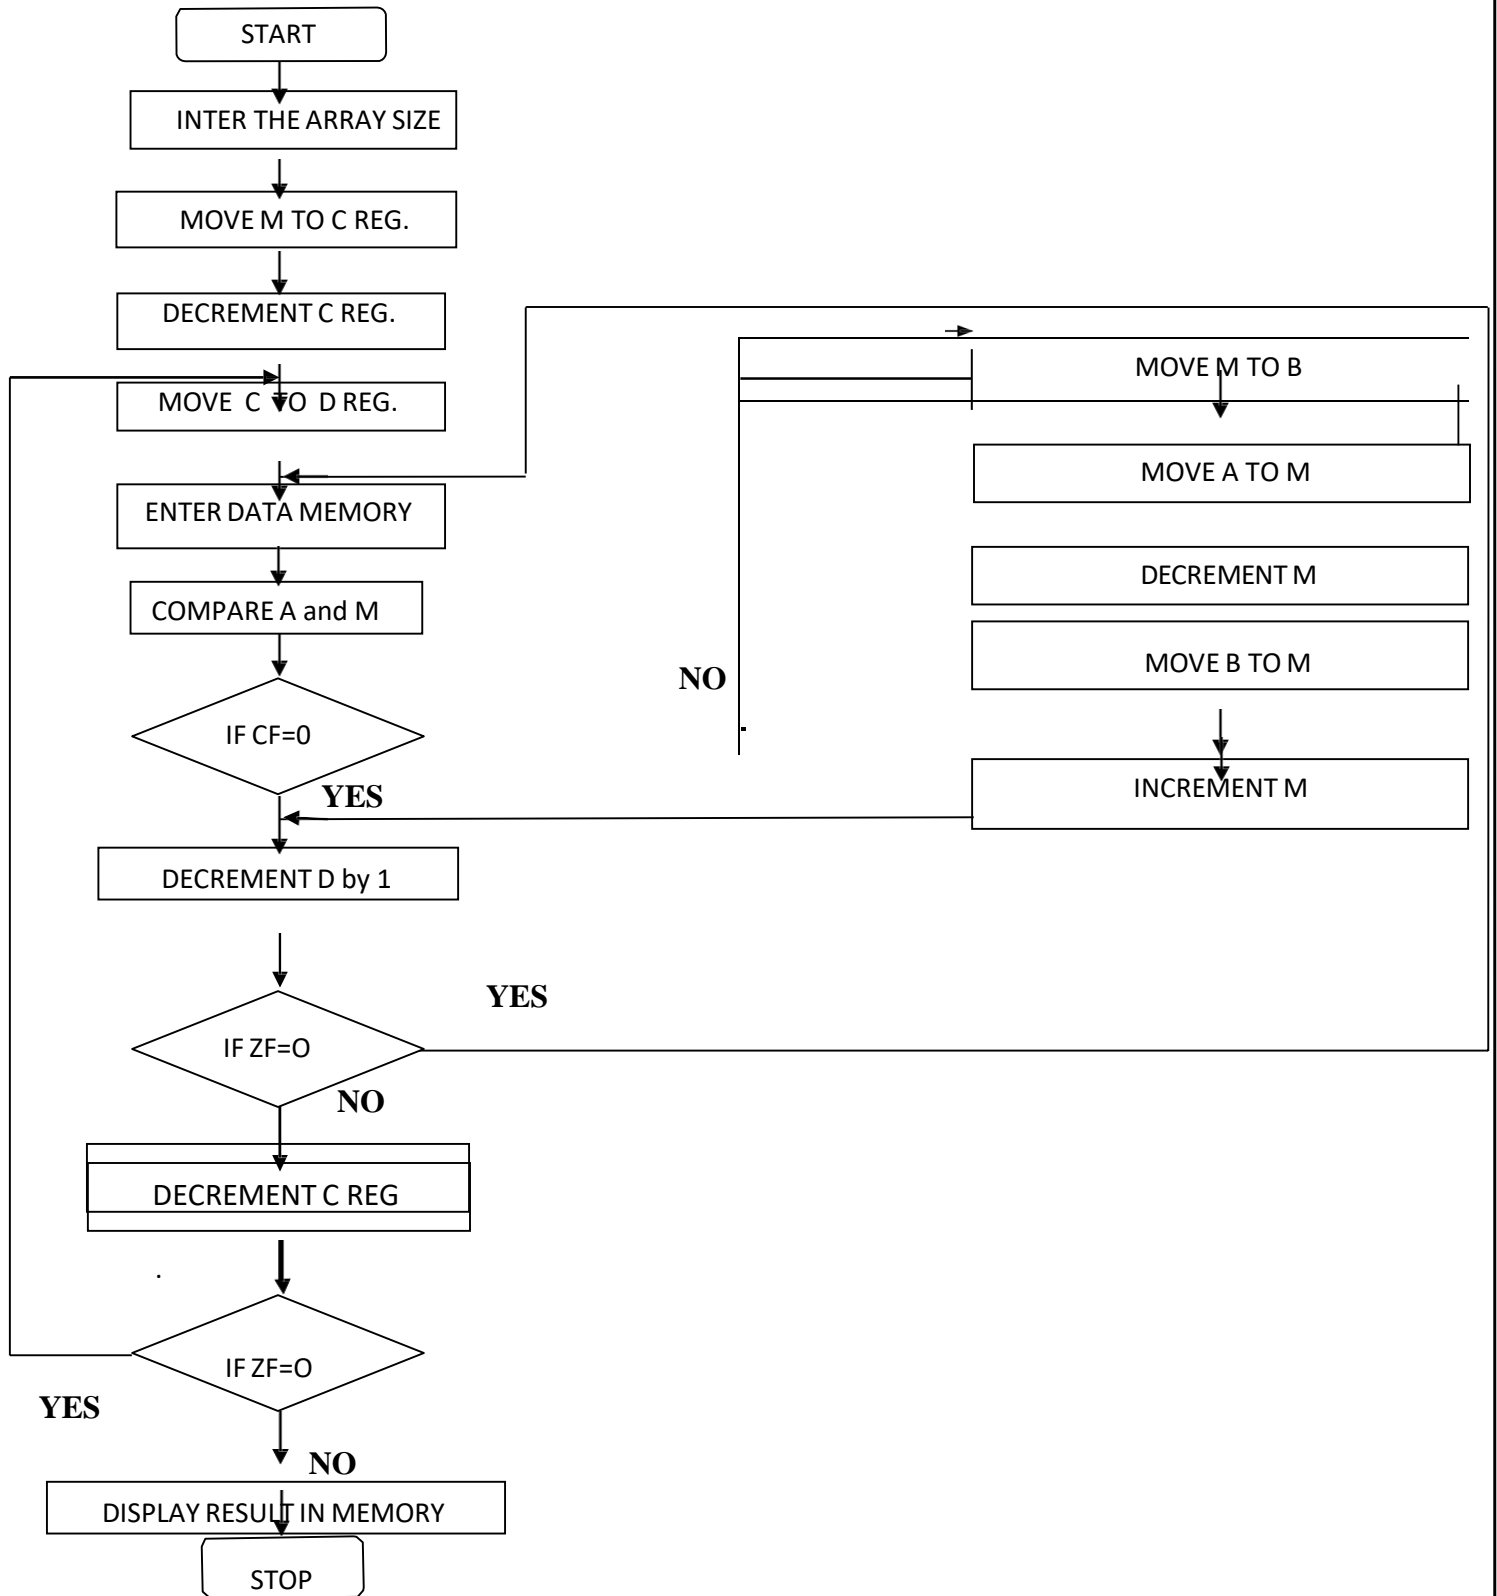 START
INTER THE ARRAY SIZE
MOVE M TO C REG.
DECREMENT C REG.
MOVE C TO D REG.
ENTER DATA MEMORY
COMPARE A and M
IF CF=0
YES
NO
MOVE M TO B
MOVE A TO M
DECREMENT M
MOVE B TO M
INCREMENT M
DECREMENT D by 1
IF ZF=O
YES
NO
DECREMENT C REG
.
IF ZF=O
YES
NO
DISPLAY RESULT IN MEMORY
STOP